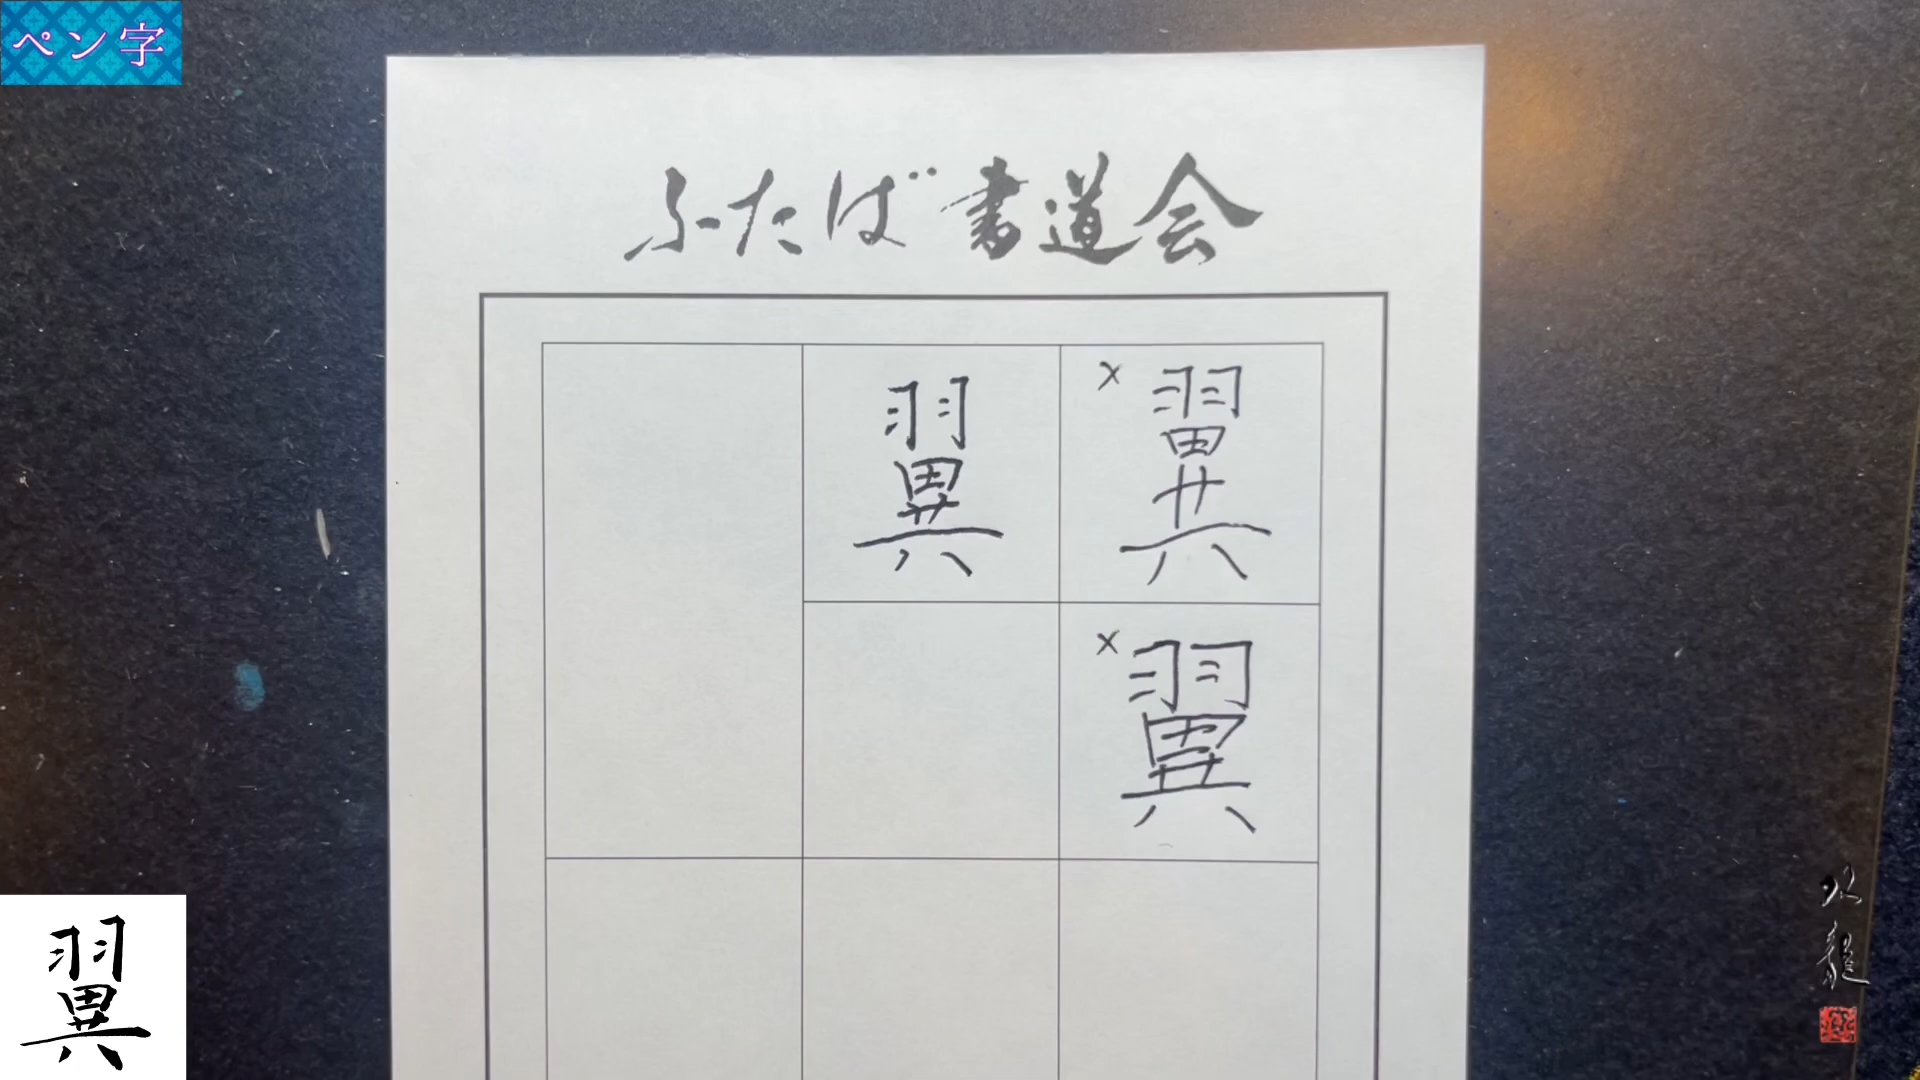 ペン字
ふたば書道会
× 翼
× 翼
翼
翼